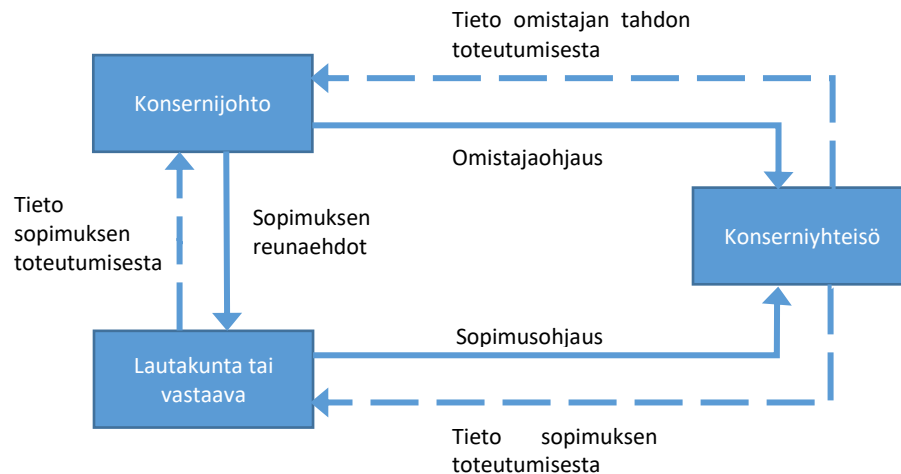 Tieto omistajan tahdon
toteutumisesta
Konsernijohto
Omistajaohjaus
Tieto
sopimuksen
toteutumisesta
Sopimuksen
reunaehdot
Konserniyhteisö
Sopimusohjaus
Lautakunta tai
vastaava
Tieto sopimuksen
toteutumisesta